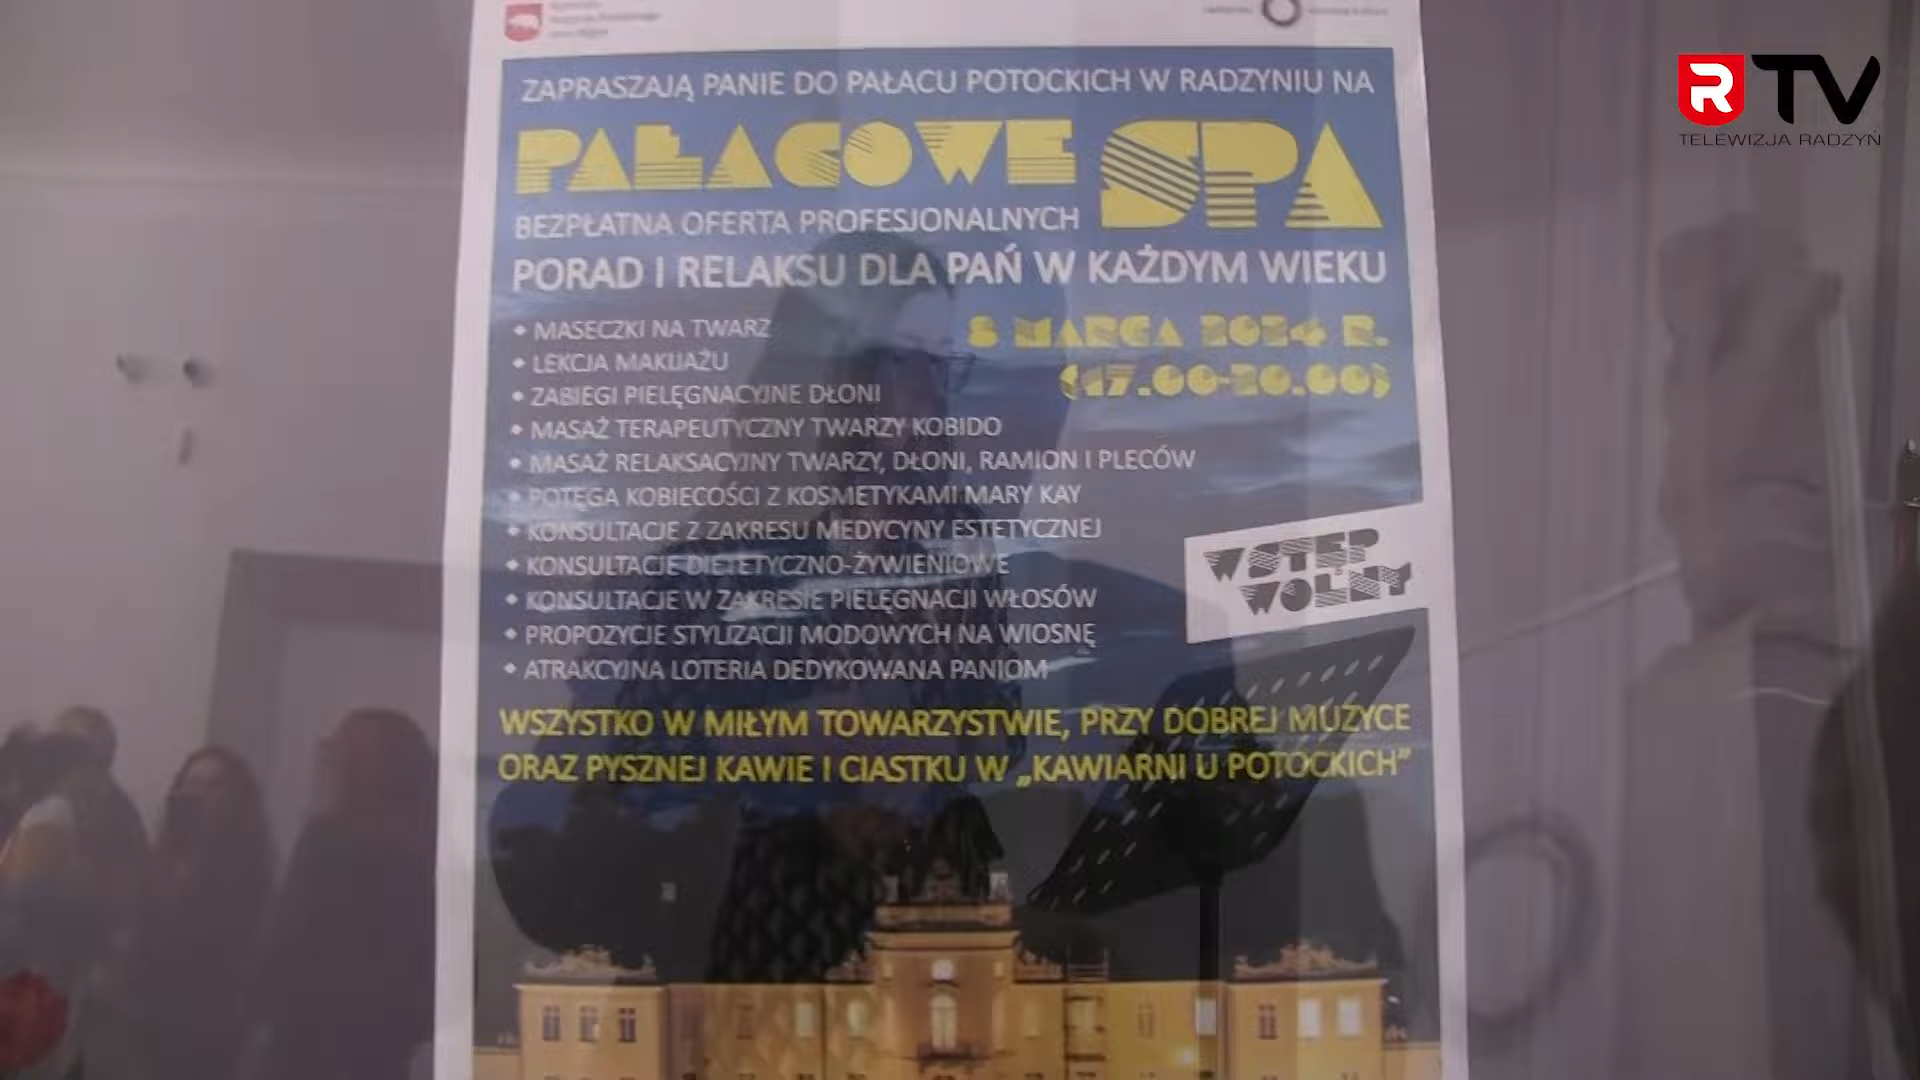 ZAPRASZAJĄ PANIE DO PAŁACU POTOCKICH W RADZYNIU NA
PAŁACOWE SPA
BEZPŁATNA OFERTA PROFESJONALNYCH
PORAD I RELAKSU DLA PAŃ W KAŻDYM WIEKU
8 MARCA 2024 R.
(17.00-20.00)
• MASECZKI NA TWARZ
• LEKCJA MAKIJAŻU
• ZABIEGI PIELĘGNACYJNE DŁONI
• MASAŻ TERAPEUTYCZNY TWARZY KOBIDO
• MASAŻ RELAKSACYJNY TWARZY, DŁONI, RAMION I PLECÓW
• POTĘGA KOBIECOŚCI Z KOSMETYKAMI MARY KAY
• KONSULTACJE Z ZAKRESU MEDYCYNY ESTETYCZNEJ
• KONSULTACJE DIETETYCZNO-ŻYWIENIOWE
• KONSULTACJE W ZAKRESIE PIELĘGNACJI WŁOSÓW
• PROPOZYCJE STYLIZACJI MODOWYCH NA WIOSNĘ
• ATRAKCYJNA LOTERIA DEDYKOWANA PANIOM
WSTĘP
WOLNY
WSZYSTKO W MIŁYM TOWARZYSTWIE, PRZY DOBREJ MUZYCE
ORAZ PYSZNEJ KAWIE I CIASTKU W „KAWIARNI U POTOCKICH”
R TV
TELEWIZJA RADZYŃ